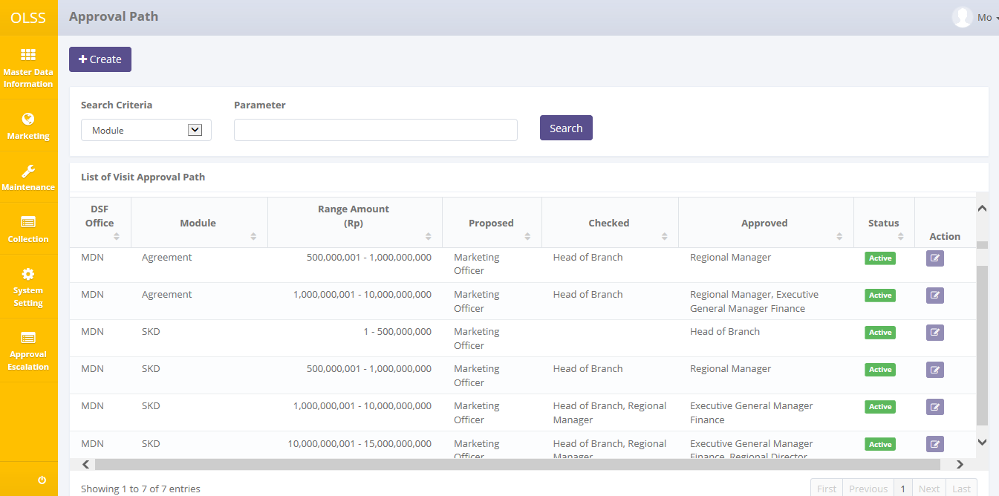 OLSS
Approval Path
Mo
Master Data
Information
Marketing
Maintenance
Collection
System
Setting
Approval
Escalation
Create
Search Criteria
Parameter
Module
Search
List of Visit Approval Path
DSF
Office
Module
Range Amount
(Rp)
Proposed
Checked
Approved
Status
Action
MDN Agreement 500,000,001 - 1,000,000,000 Marketing Head of Branch Regional Manager Active
Officer
MDN Agreement 1,000,000,001 - 10,000,000,000 Marketing Head of Branch Regional Manager, Executive Active
Officer General Manager Finance
MDN SKD 1 - 500,000,000 Marketing Head of Branch Active
Officer
MDN SKD 500,000,001 - 1,000,000,000 Marketing Head of Branch Regional Manager Active
Officer
MDN SKD 1,000,000,001 - 10,000,000,000 Marketing Head of Branch, Regional Executive General Manager Active
Officer Manager Finance
MDN SKD 10,000,000,001 - 15,000,000,000 Marketing Head of Branch, Regional Executive General Manager Active
Officer Manager Finance, Regional Director
Showing 1 to 7 of 7 entries
First Previous 1 Next Last